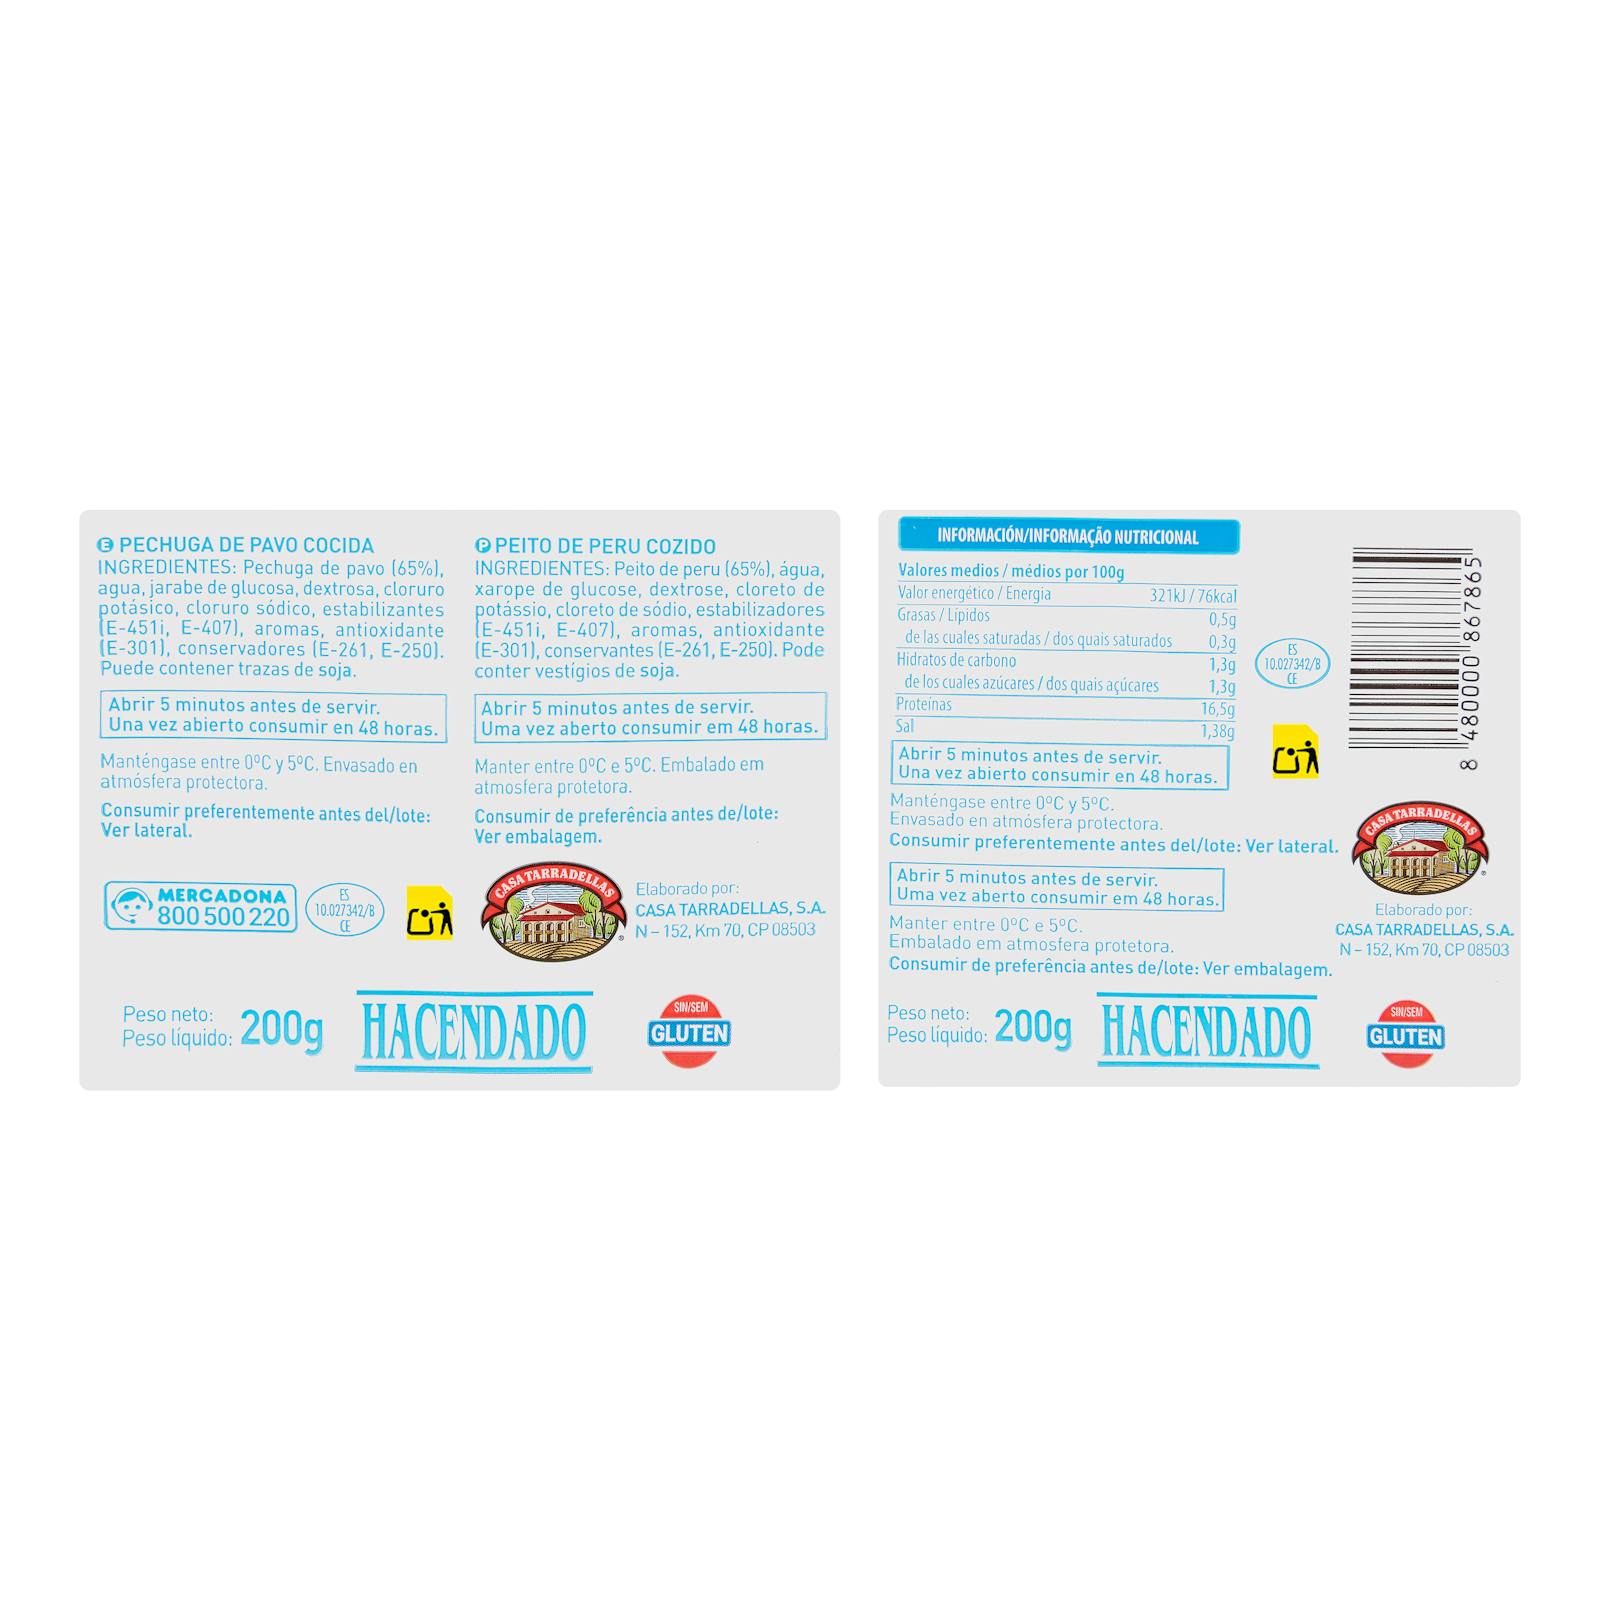 E PECHUGA DE PAVO COCIDA
INGREDIENTES: Pechuga de pavo (65%),
agua, jarabe de glucosa, dextrosa, cloruro
potásico, cloruro sódico, estabilizantes
(E-451i, E-407), aromas, antioxidante
(E-301), conservadores (E-261, E-250).
Puede contener trazas de soja.
Abrir 5 minutos antes de servir.
Una vez abierto consumir en 48 horas.
Manténgase entre 0ºC y 5ºC. Envasado en
atmósfera protectora.
Consumir preferentemente antes del/lote:
Ver lateral.
P PEITO DE PERU COZIDO
INGREDIENTES: Peito de peru (65%), água,
xarope de glucose, dextrose, cloreto de
potássio, cloreto de sódio, estabilizadores
(E-451i, E-407), aromas, antioxidante
(E-301), conservantes (E-261, E-250). Pode
conter vestígios de soja.
Abrir 5 minutos antes de servir.
Uma vez aberto consumir em 48 horas.
Manter entre 0ºC e 5ºC. Embalado em
atmosfera protetora.
Consumir de preferência antes de/lote:
Ver embalagem.
MERCADONA
800 500 220
ES
10.027342/B
CE
CASA TARRADELLAS
®
Elaborado por:
CASA TARRADELLAS, S.A.
N – 152, Km 70, CP 08503
Peso neto:
Peso líquido: 200g
HACENDADO
SIN/SEM
GLUTEN
INFORMACIÓN/INFORMAÇÃO NUTRICIONAL
Valores medios / médios por 100g
Valor energético / Energia 321kJ / 76kcal
Grasas / Lípidos 0,5g
de las cuales saturadas / dos quais saturados 0,3g
Hidratos de carbono 1,3g
de los cuales azúcares / dos quais açúcares 1,3g
Proteínas 16,5g
Sal 1,38g
Abrir 5 minutos antes de servir.
Una vez abierto consumir en 48 horas.
Manténgase entre 0ºC y 5ºC.
Envasado en atmósfera protectora.
Consumir preferentemente antes del/lote: Ver lateral.
Abrir 5 minutos antes de servir.
Uma vez aberto consumir em 48 horas.
Manter entre 0ºC e 5ºC.
Embalado em atmosfera protetora.
Consumir de preferência antes de/lote: Ver embalagem.
ES
10.027342/B
CE
8 480000 867865
CASA TARRADELLAS
®
Elaborado por:
CASA TARRADELLAS, S.A.
N – 152, Km 70, CP 08503
Peso neto:
Peso líquido: 200g
HACENDADO
SIN/SEM
GLUTEN